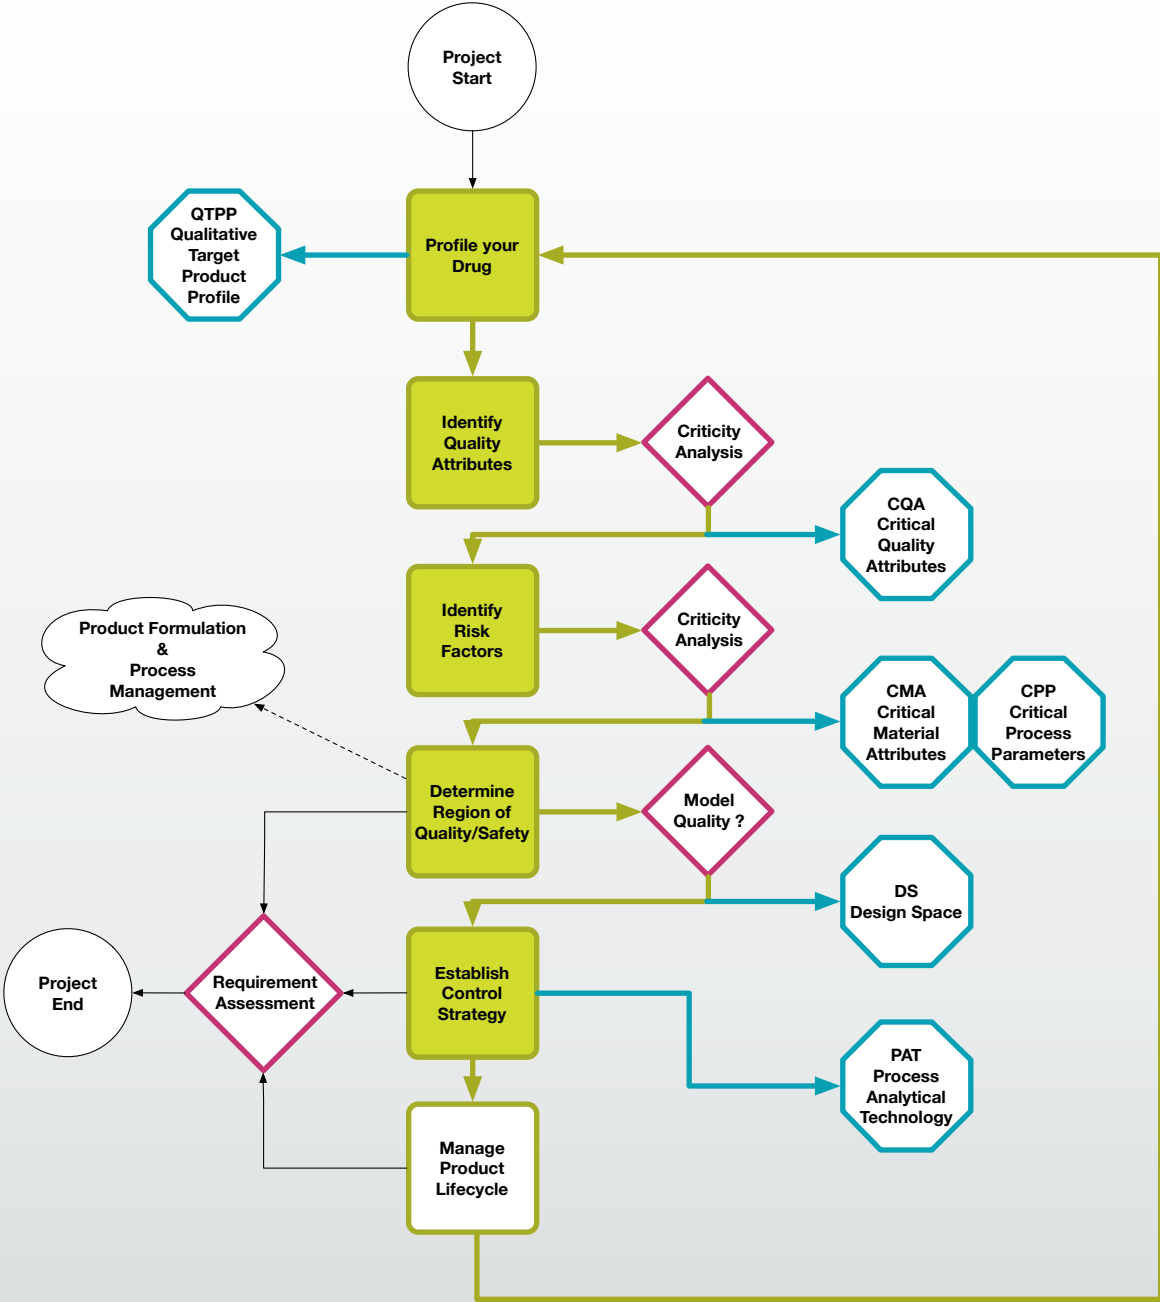 Project
Start
QTPP
Qualitative
Target
Product
Profile
Profile your
Drug
Identify
Quality
Attributes
Criticity
Analysis
CQA
Critical
Quality
Attributes
Identify
Risk
Factors
Criticity
Analysis
Product Formulation
&
Process
Management
CMA
Critical
Material
Attributes
CPP
Critical
Process
Parameters
Determine
Region of
Quality/Safety
Model
Quality ?
DS
Design Space
Project
End
Requirement
Assessment
Establish
Control
Strategy
PAT
Process
Analytical
Technology
Manage
Product
Lifecycle